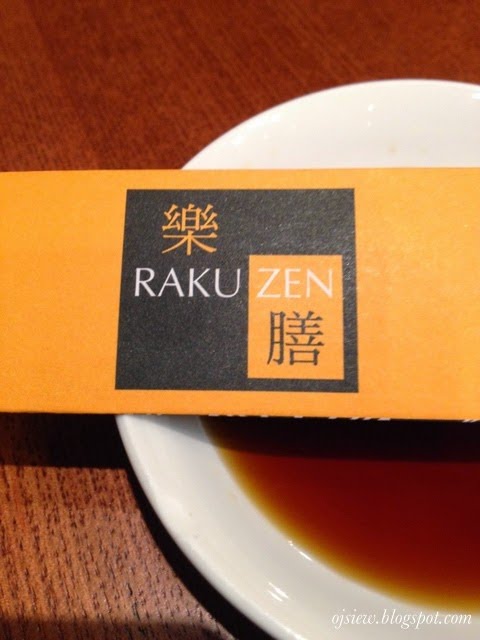 樂
RAKU ZEN
膳
ojsiew.blogspot.com